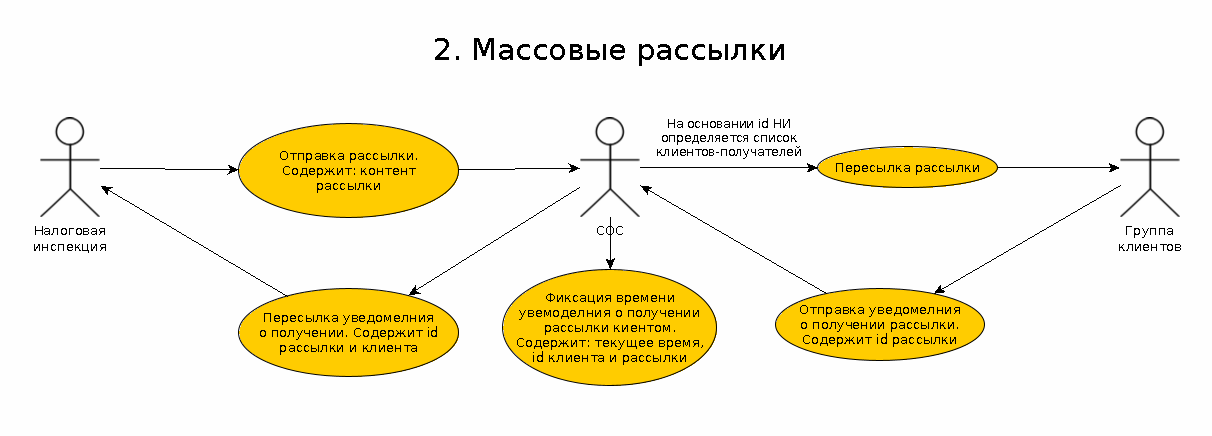 2. Массовые рассылки
На основании id НИ
определяется список
клиентов-получателей
Отправка рассылки.
Содержит: контент
рассылки
Пересылка рассылки
Налоговая
инспекция
СОС
Группа
клиентов
Пересылка уведомелния
о получении. Содержит id
рассылки и клиента
Фиксация времени
увемоделния о получении
рассылки киентом.
Содержит: текущее время,
id клиента и рассылки
Отправка уведомелния
о получении рассылки.
Содержит id рассылки